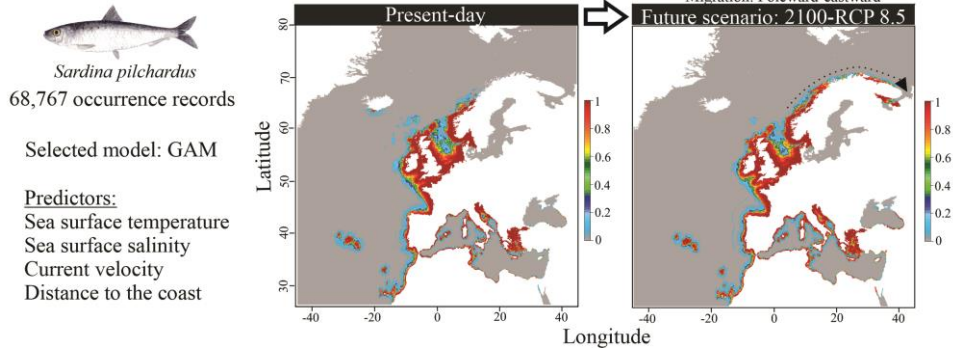 Sardina pilchardus
68,767 occurrence records
Selected model: GAM
Predictors:
Sea surface temperature
Sea surface salinity
Current velocity
Distance to the coast
Present-day
Migration: Poleward-eastward
Future scenario: 2100-RCP 8.5
Latitude
80
70
60
50
40
30
-40
-20
0
20
40
1
0.8
0.6
0.4
0.2
0
-40
-20
0
20
40
1
0.8
0.6
0.4
0.2
0
Longitude